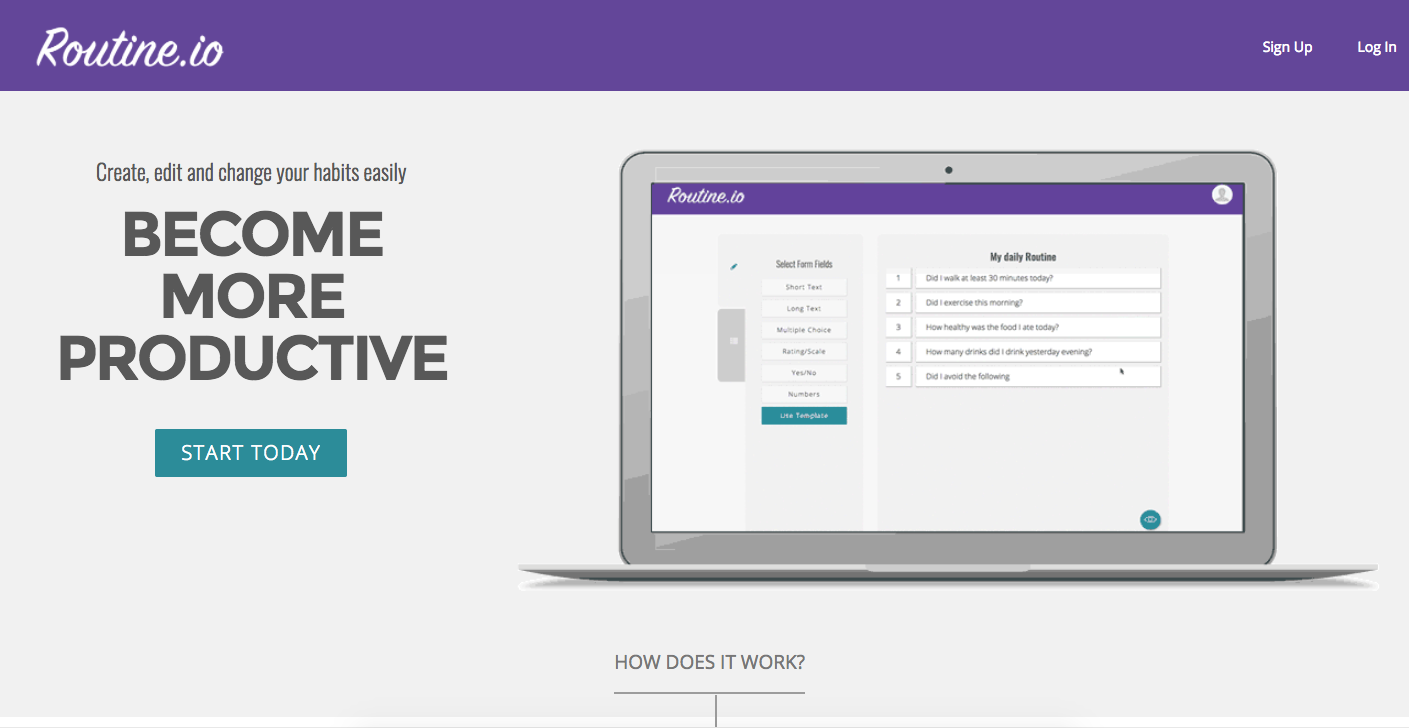 Routine.io
Sign Up
Log In
Create, edit and change your habits easily
BECOME
MORE
PRODUCTIVE
START TODAY
Routine.io
Select Form Fields
Short Text
Long Text
Multiple Choice
Rating/Scale
Yes/No
Numbers
Use Template
My daily Routine
1 Did I walk at least 30 minutes today?
2 Did I exercise this morning?
3 How healthy was the food I ate today?
4 How many drinks did I drink yesterday evening?
5 Did I avoid the following
HOW DOES IT WORK?